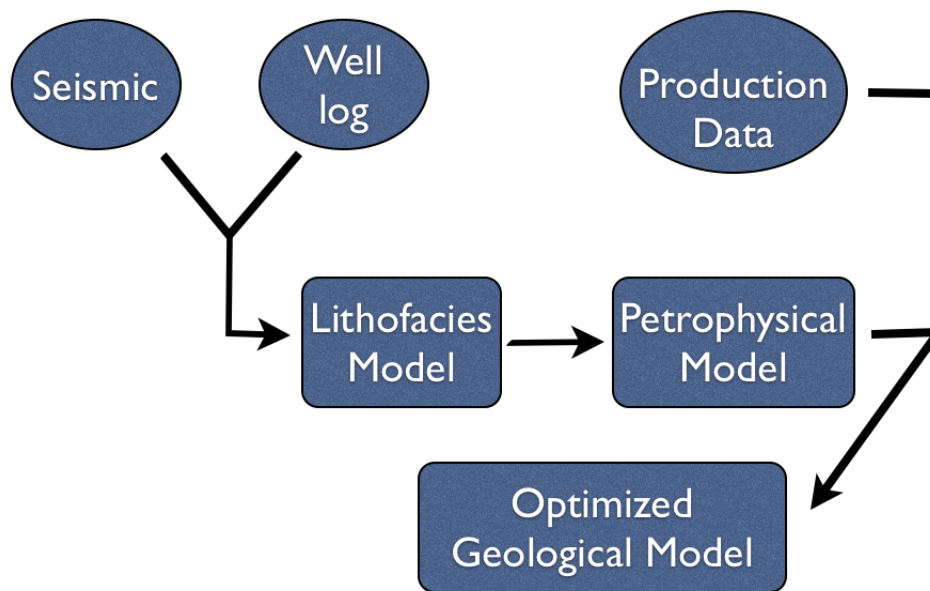 Seismic
Well
log
Production
Data
Lithofacies
Model
Petrophysical
Model
Optimized
Geological Model